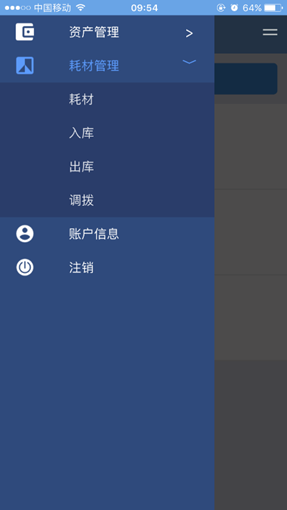 中国移动 09:54 64%
资产管理 >
耗材管理
耗材
入库
出库
调拨
账户信息
注销